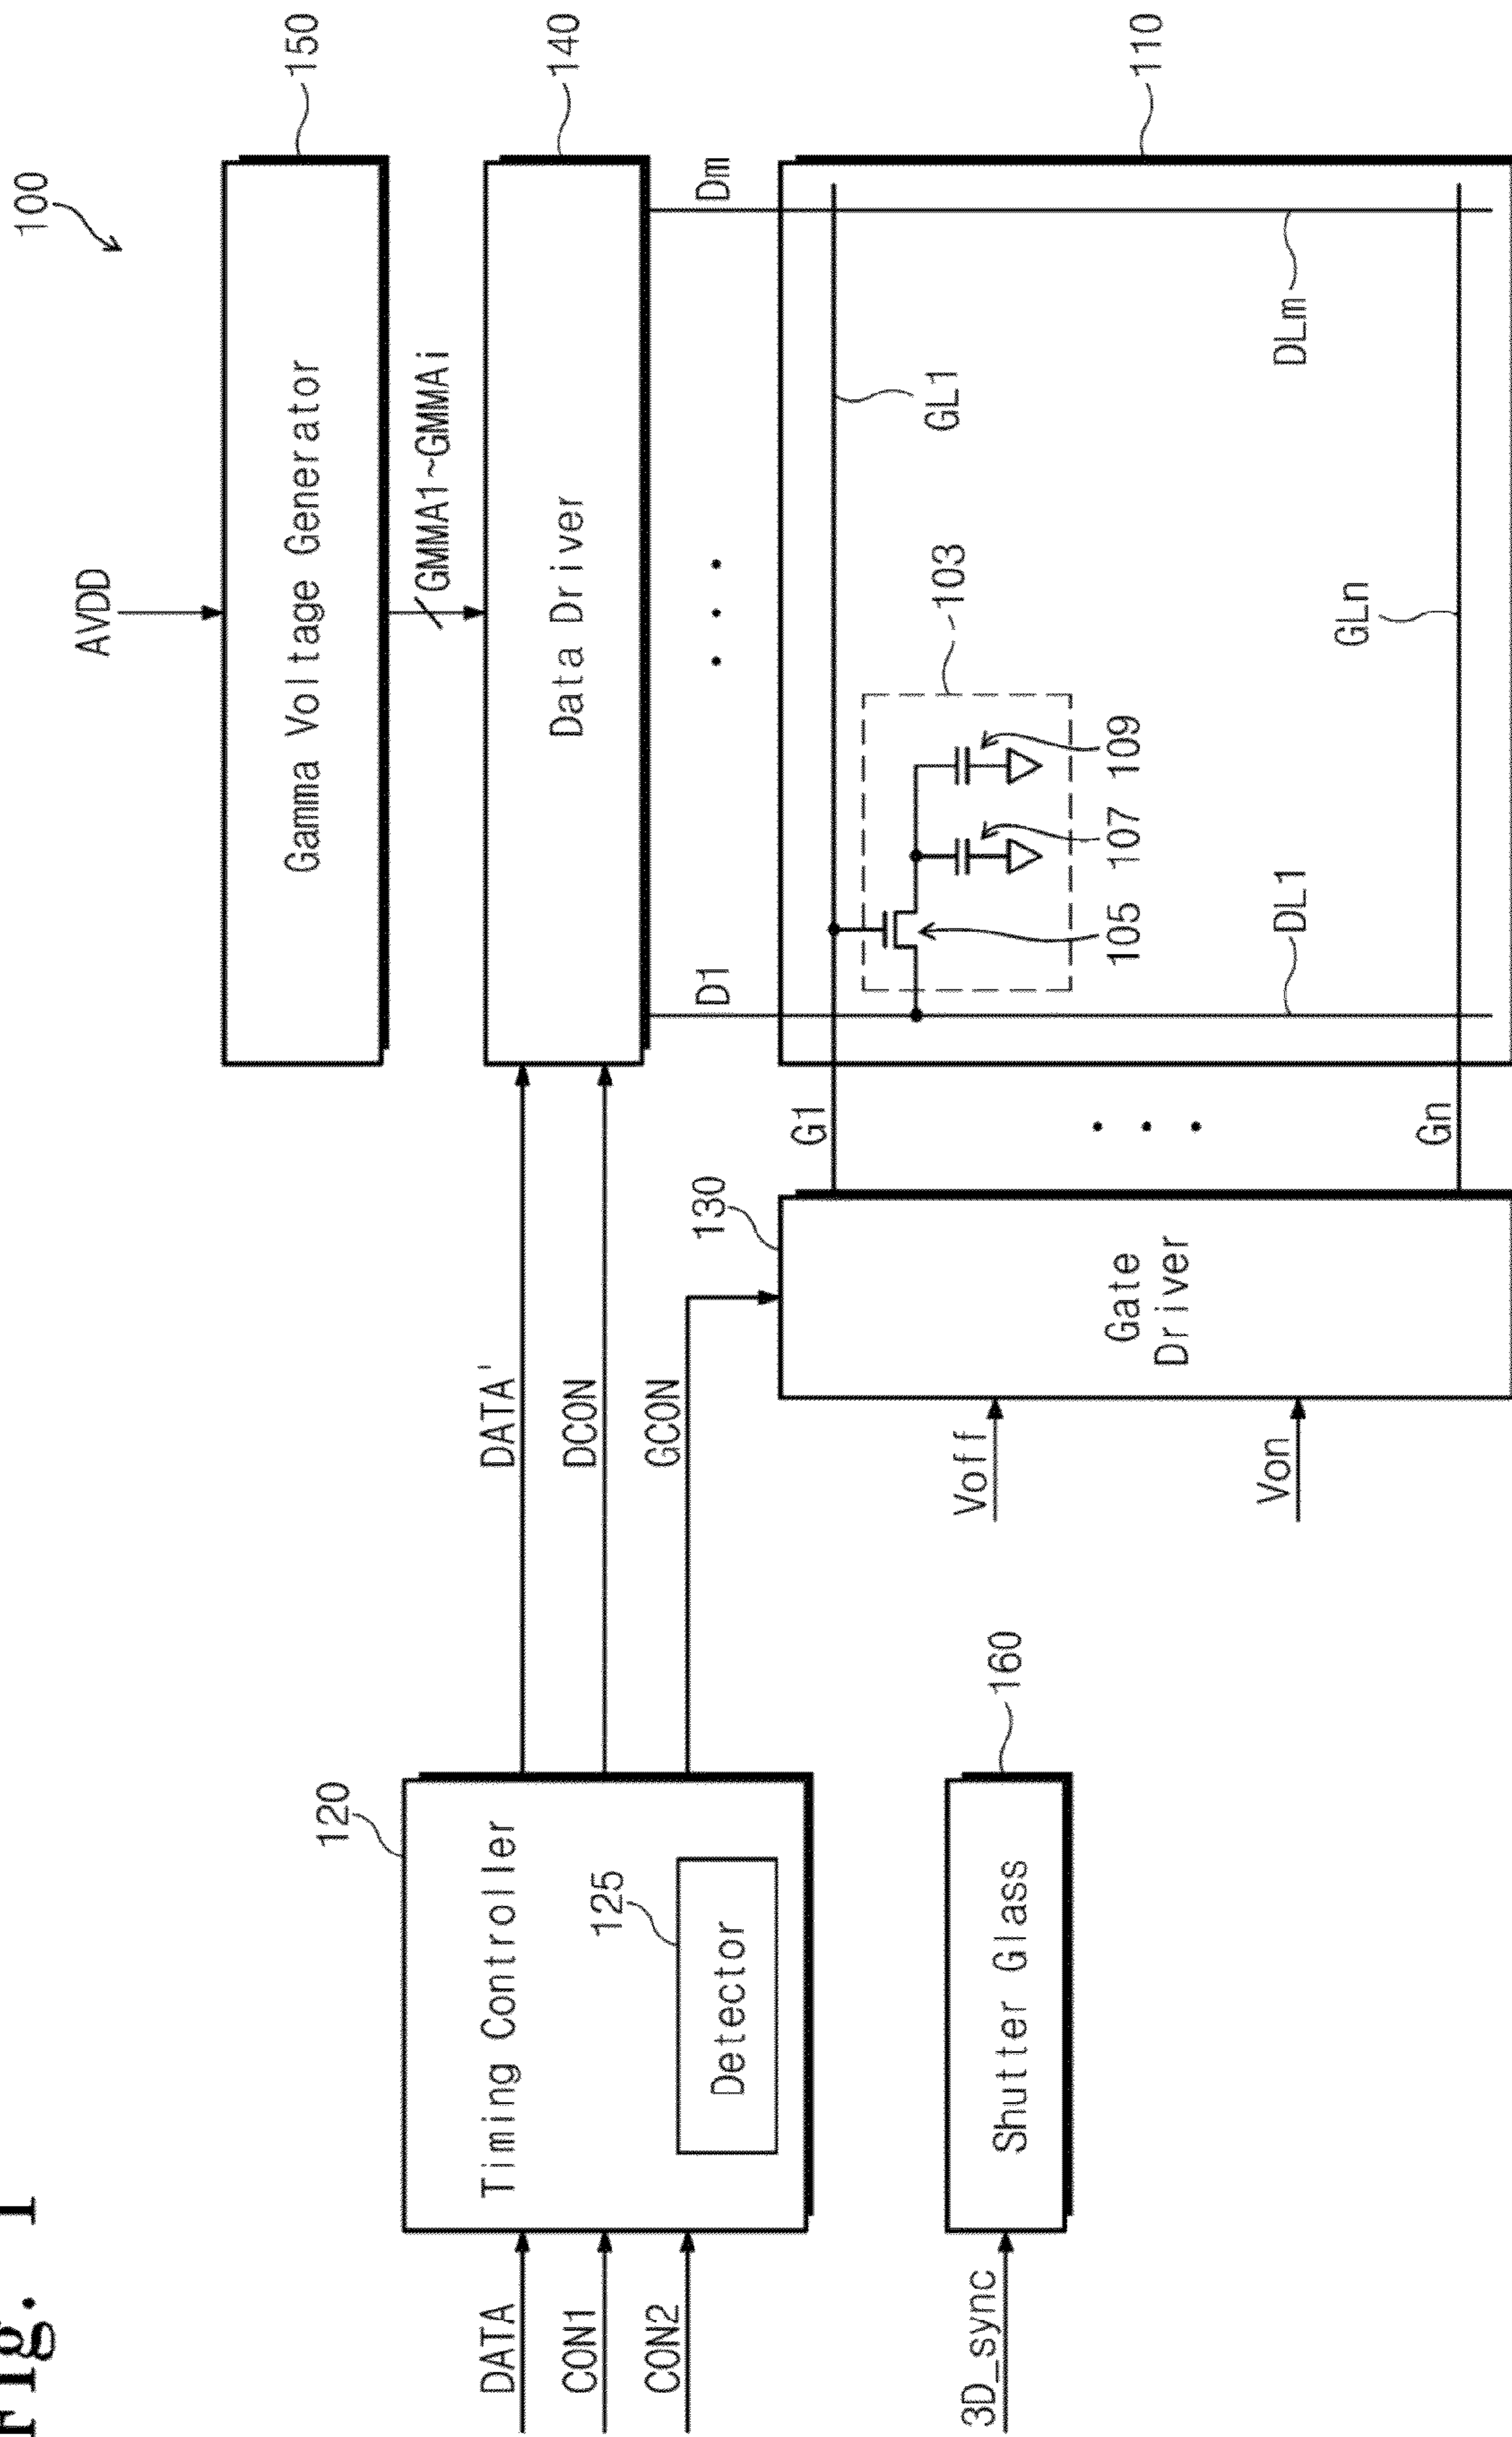 Fig. 1
100
AVDD
Gamma Voltage Generator
150
GMMA1~GMMAi
DATA
CON1
CON2
120
Timing Controller
125
Detector
DATA'
DCON
GCON
Data Driver
140
D1
Dm
130
Gate
Driver
Voff
Von
G1
Gn
GL1
103
105
107
109
DL1
DLm
GLn
110
3D_sync
Shutter Glass
160